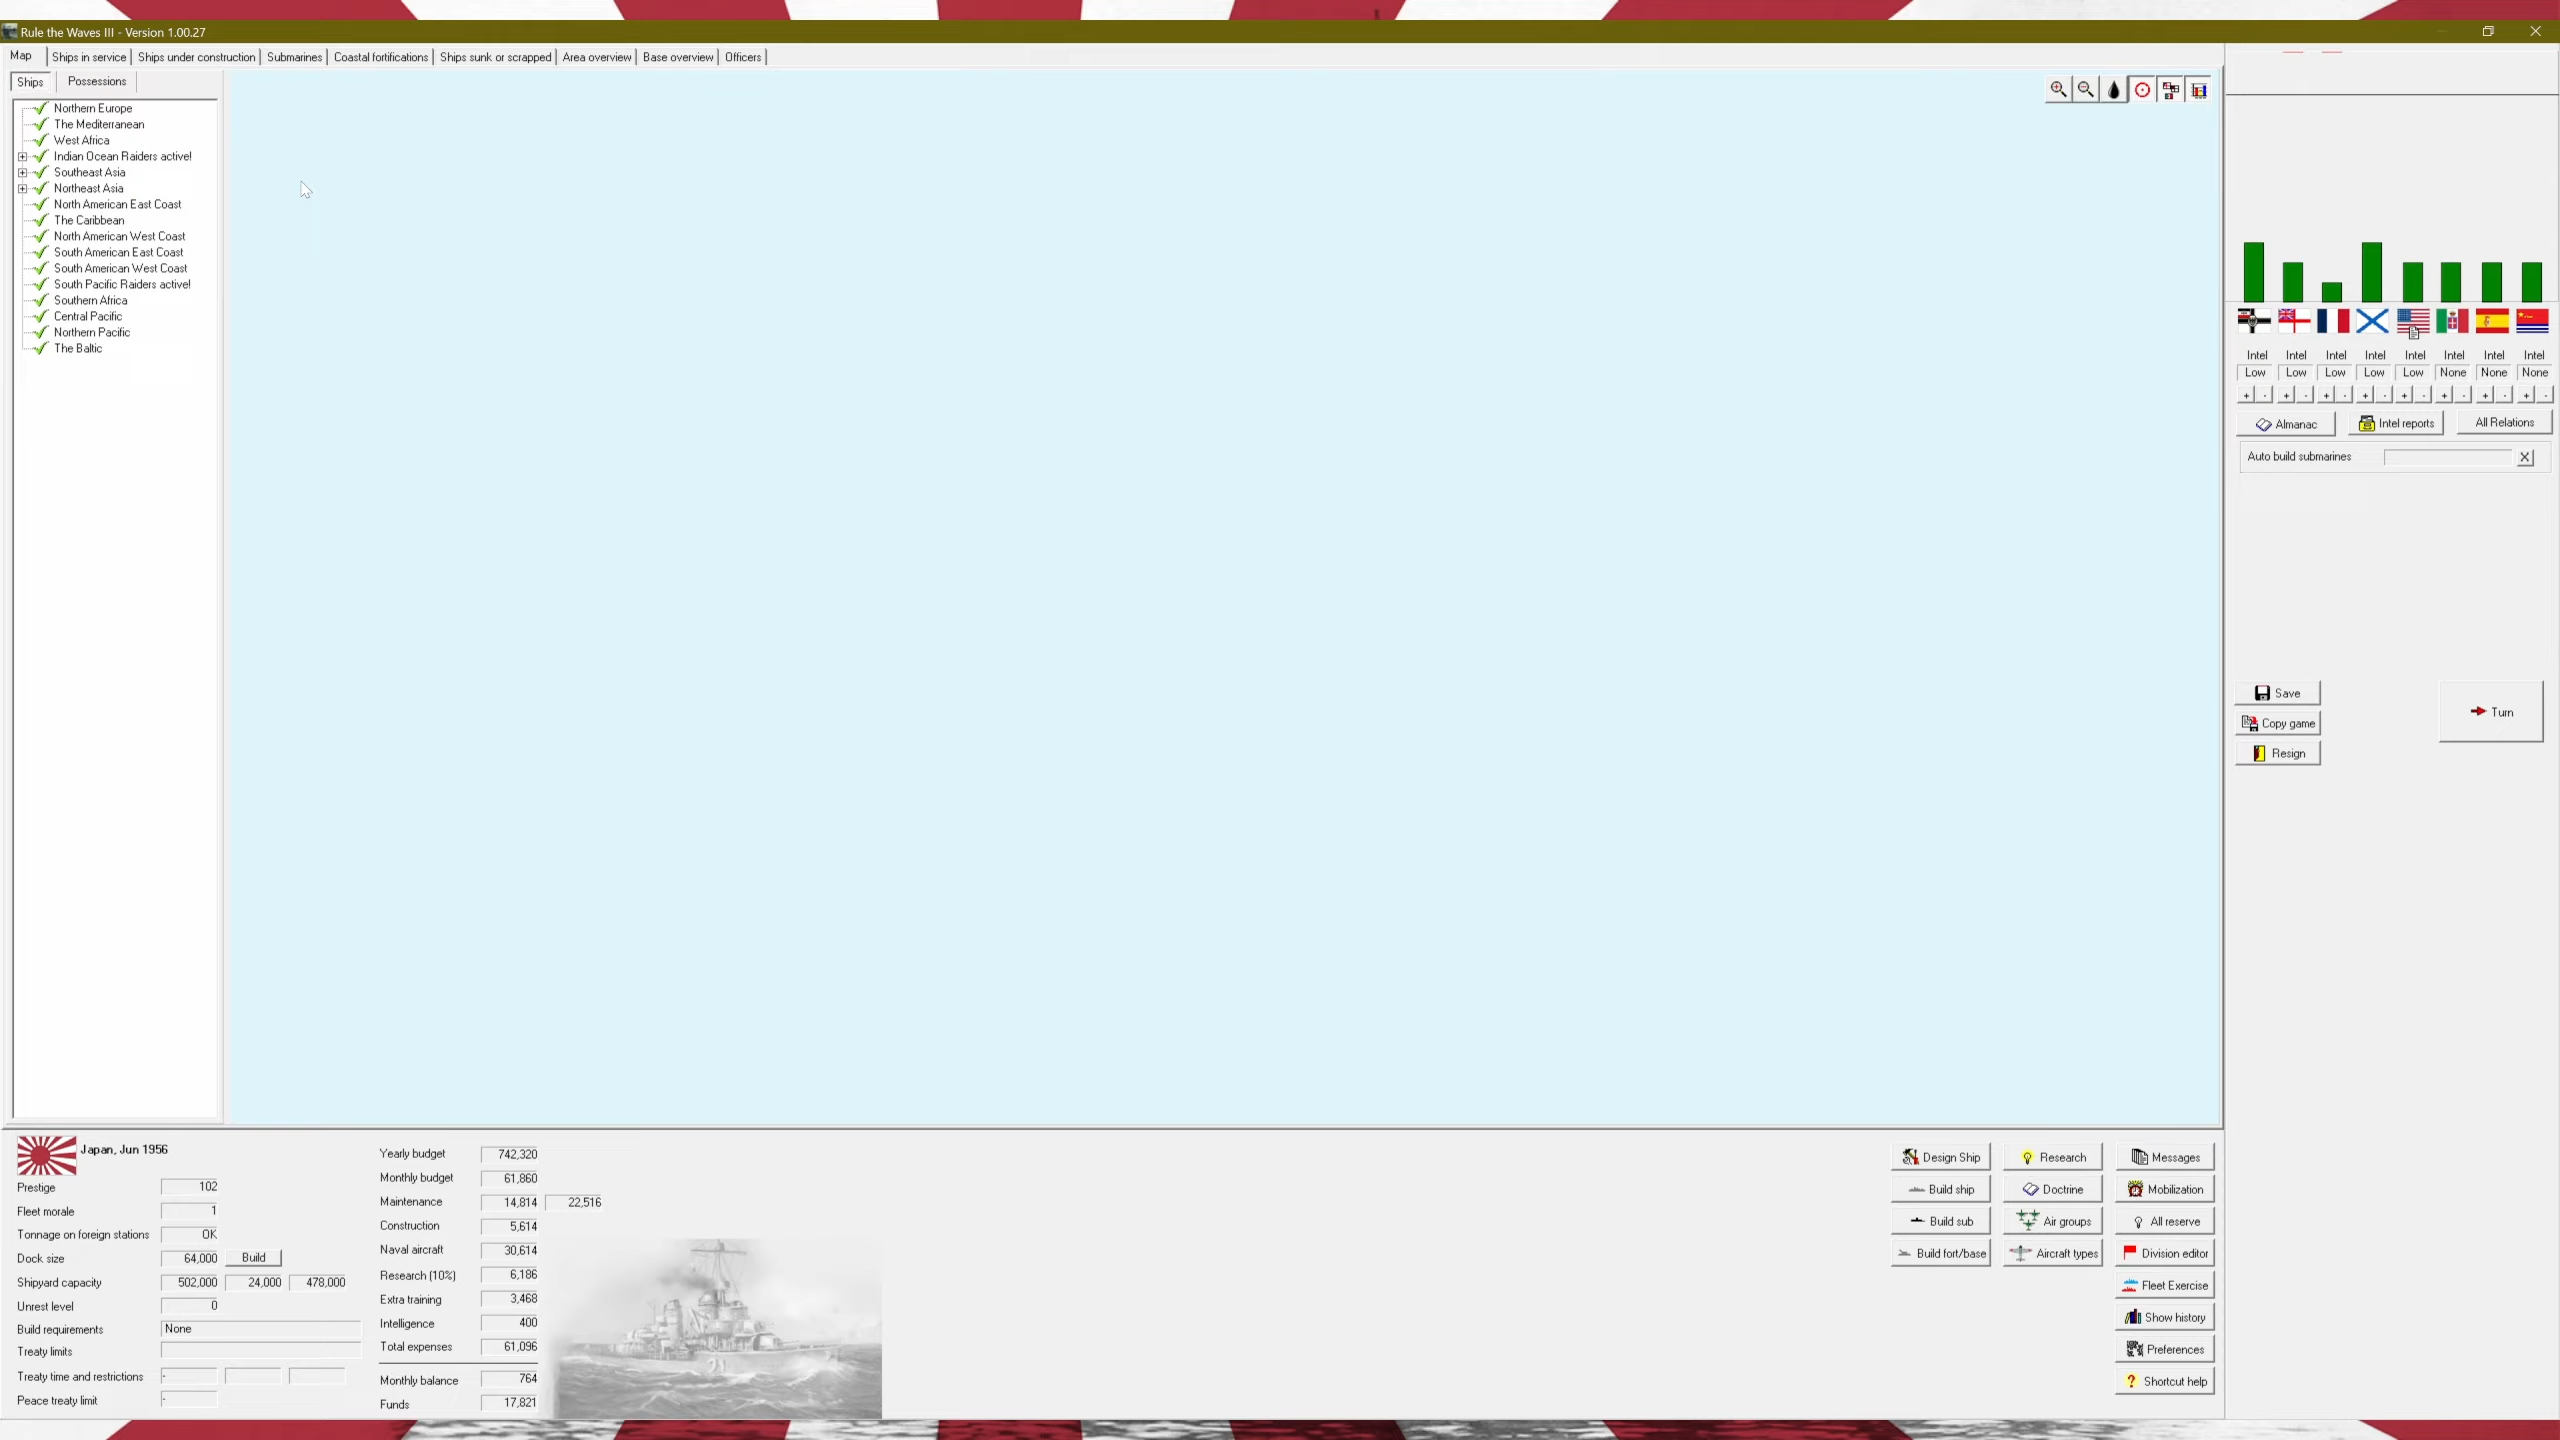 Rule the Waves III - Version 1.00.27
Map Ships in service Ships under construction Submarines Coastal fortifications Ships sunk or scrapped Area overview Base overview Officers
Ships Possessions
Northern Europe
The Mediterranean
West Africa
Indian Ocean Raiders active!
Southeast Asia
Northeast Asia
North American East Coast
The Caribbean
North American West Coast
South American East Coast
South American West Coast
South Pacific Raiders active!
Southern Africa
Central Pacific
Northern Pacific
The Baltic
Intel Intel Intel Intel Intel Intel Intel Intel
Low Low Low Low Low None None None
+ - + - + - + - + - + - + - + -
Almanac Intel reports All Relations
Auto build submarines X
Save
Copy game
Resign
Turn
Japan, Jun 1956
Prestige 102
Fleet morale 1
Tonnage on foreign stations OK
Dock size 64,000 Build
Shipyard capacity 502,000 24,000 478,000
Unrest level 0
Build requirements None
Treaty limits
Treaty time and restrictions -
Peace treaty limit -
Yearly budget 742,320
Monthly budget 61,860
Maintenance 14,814 22,516
Construction 5,614
Naval aircraft 30,614
Research (10%) 6,186
Extra training 3,468
Intelligence 400
Total expenses 61,096
Monthly balance 764
Funds 17,821
21
Design Ship Research Messages
Build ship Doctrine Mobilization
Build sub Air groups All reserve
Build fort/base Aircraft types Division editor
Fleet Exercise
Show history
Preferences
Shortcut help